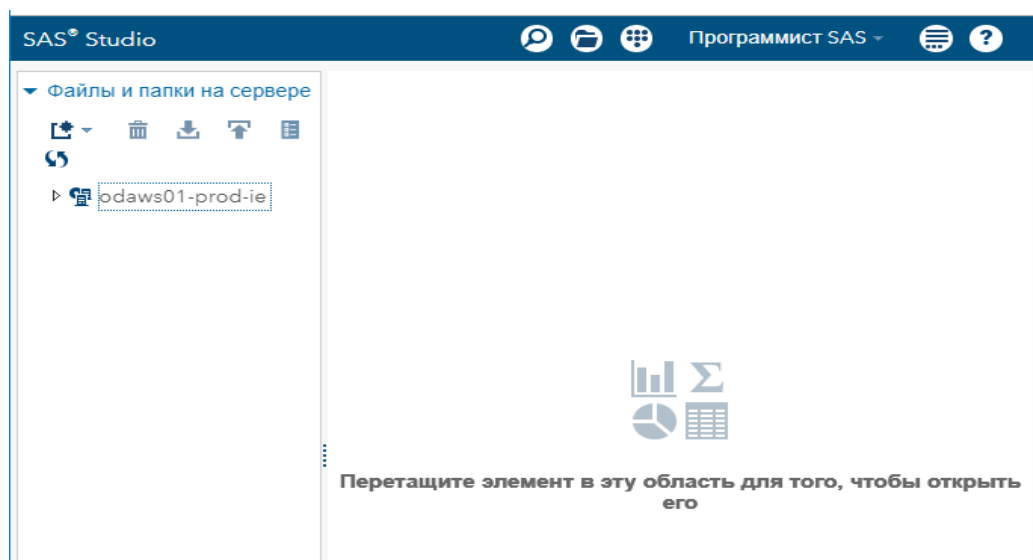 SAS® Studio
Программист SAS
Файлы и папки на сервере
odaws01-prod-ie
Перетащите элемент в эту область для того, чтобы открыть
его